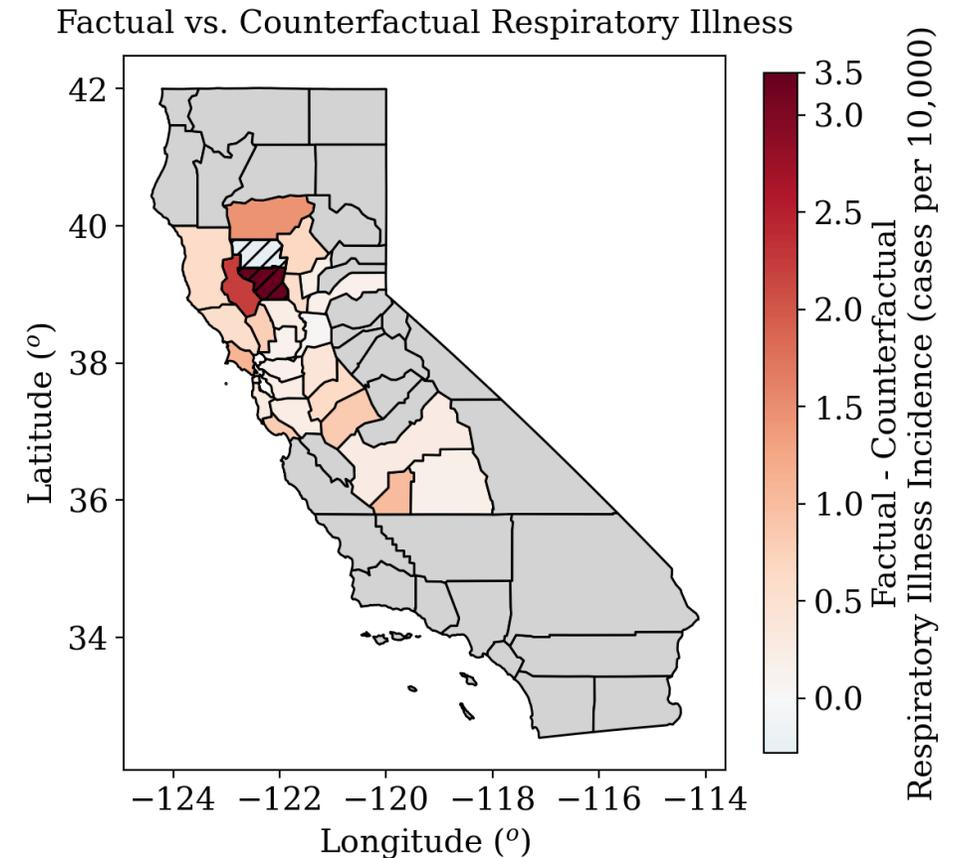 Factual vs. Counterfactual Respiratory Illness
42
40
38
36
34
Latitude (°)
−124 −122 −120 −118 −116 −114
Longitude (°)
3.5
3.0
2.5
2.0
1.5
1.0
0.5
0.0
Factual - Counterfactual
Respiratory Illness Incidence (cases per 10,000)